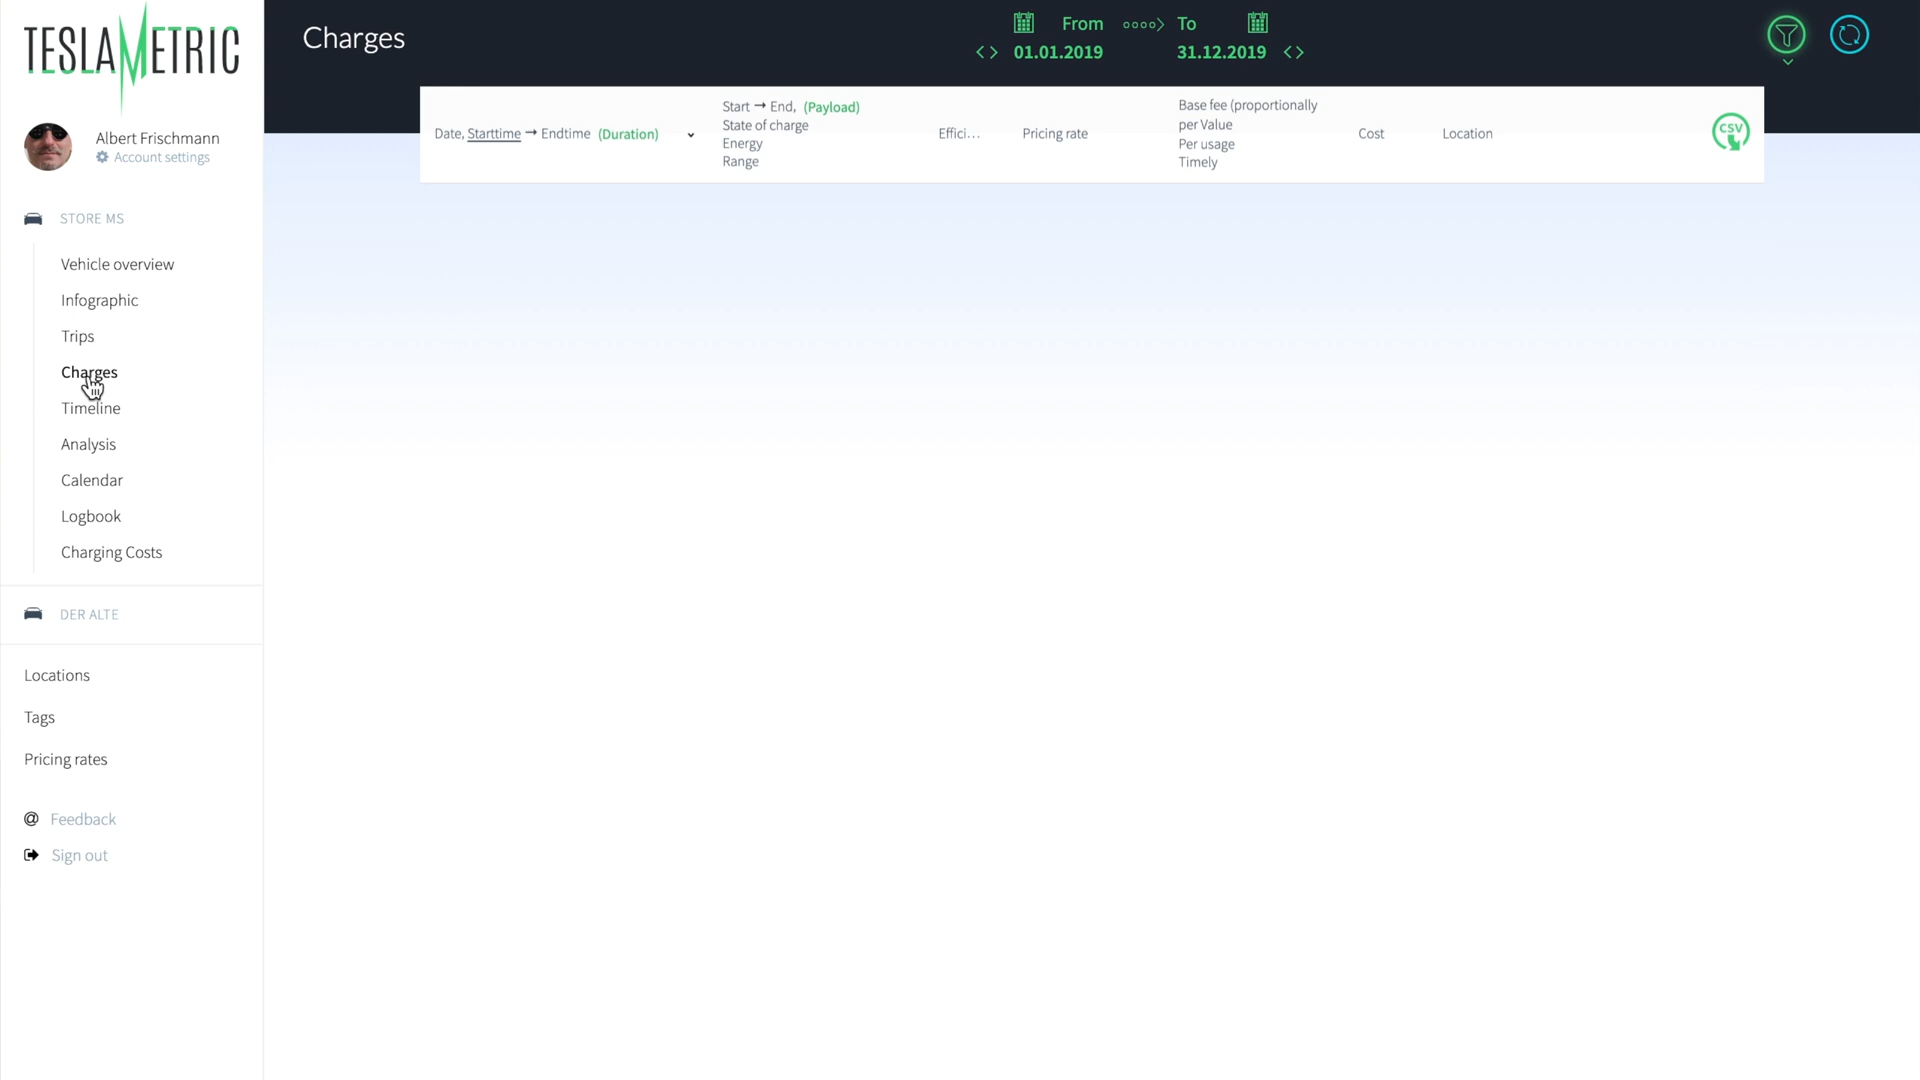 TESLAMETRIC
Albert Frischmann
Account settings
STORE MS
Vehicle overview
Infographic
Trips
Charges
Timeline
Analysis
Calendar
Logbook
Charging Costs
DER ALTE
Locations
Tags
Pricing rates
@ Feedback
Sign out
Charges
From To
<> 01.01.2019 31.12.2019 <>
Date, Starttime → Endtime (Duration)
Start → End, (Payload)
State of charge
Energy
Range
Effici...
Pricing rate
Base fee (proportionally
per Value
Per usage
Timely
Cost
Location
CSV